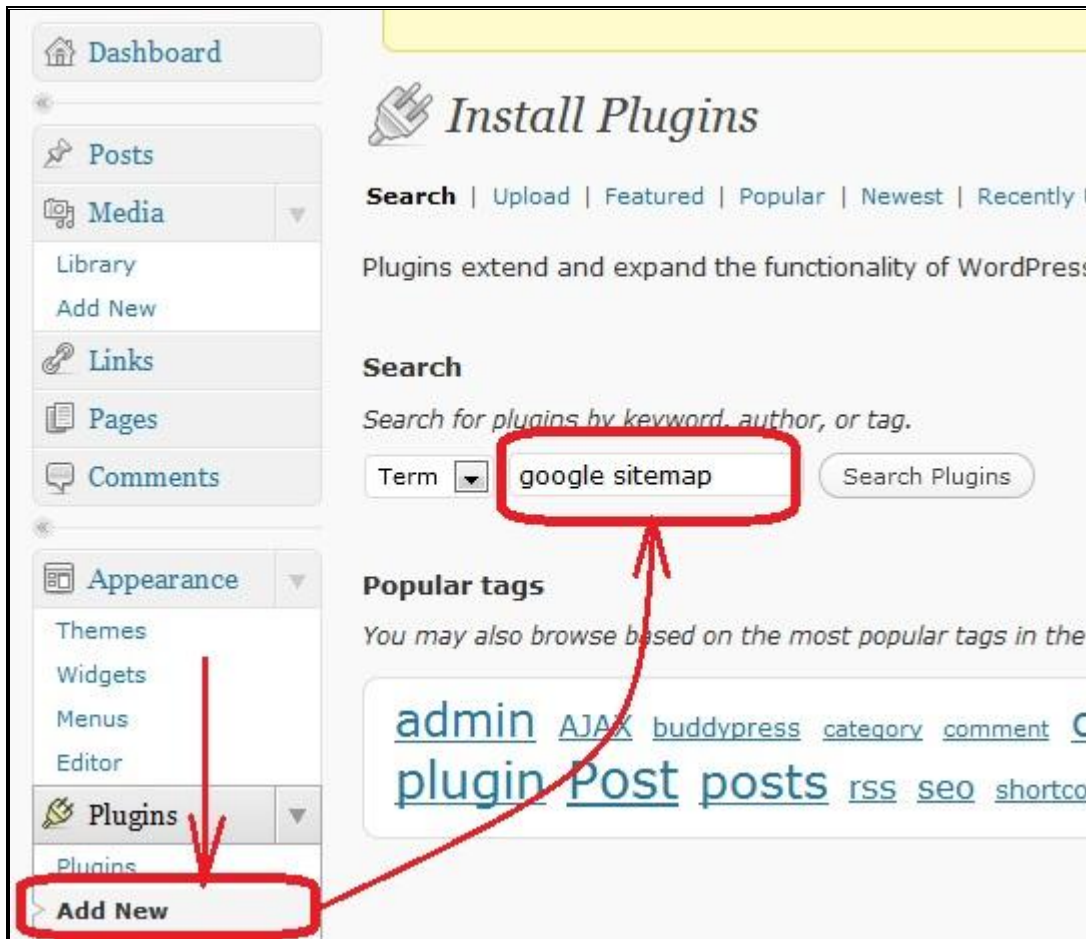 Dashboard
Posts
Media
Library
Add New
Links
Pages
Comments
Appearance
Themes
Widgets
Menus
Editor
Plugins
Plugins
Add New
Install Plugins
Search | Upload | Featured | Popular | Newest | Recently
Plugins extend and expand the functionality of WordPress
Search
Search for plugins by keyword, author, or tag.
Term google sitemap Search Plugins
Popular tags
You may also browse based on the most popular tags in the
admin AJAX buddypress category comment
plugin Post posts rss seo shortco